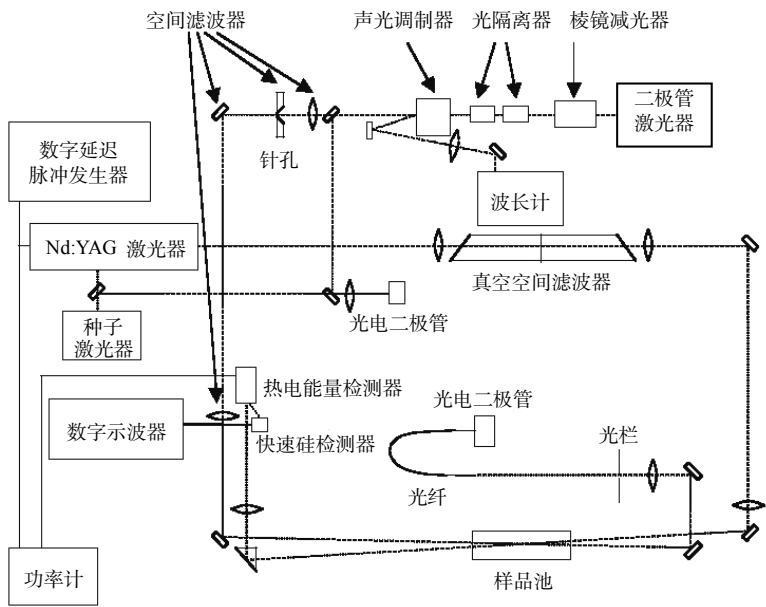 空间滤波器
声光调制器
光隔离器
棱镜减光器
二极管
激光器
针孔
数字延迟
脉冲发生器
波长计
Nd:YAG 激光器
真空空间滤波器
种子
激光器
光电二极管
热电能量检测器
光电二极管
数字示波器
快速硅检测器
光栏
光纤
功率计
样品池